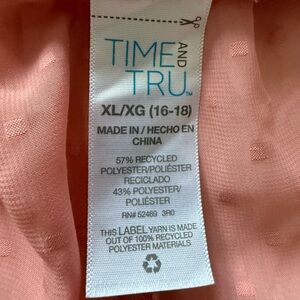 TIME AND
TRU™
XL/XG (16-18)
MADE IN / HECHO EN
CHINA
57% RECYCLED
POLYESTER/POLIÉSTER
RECICLADO
43% POLYESTER/
POLIÉSTER
RN# 52469 3R0
THIS LABEL YARN IS MADE
OUT OF 100% RECYCLED
POLYESTER MATERIALS